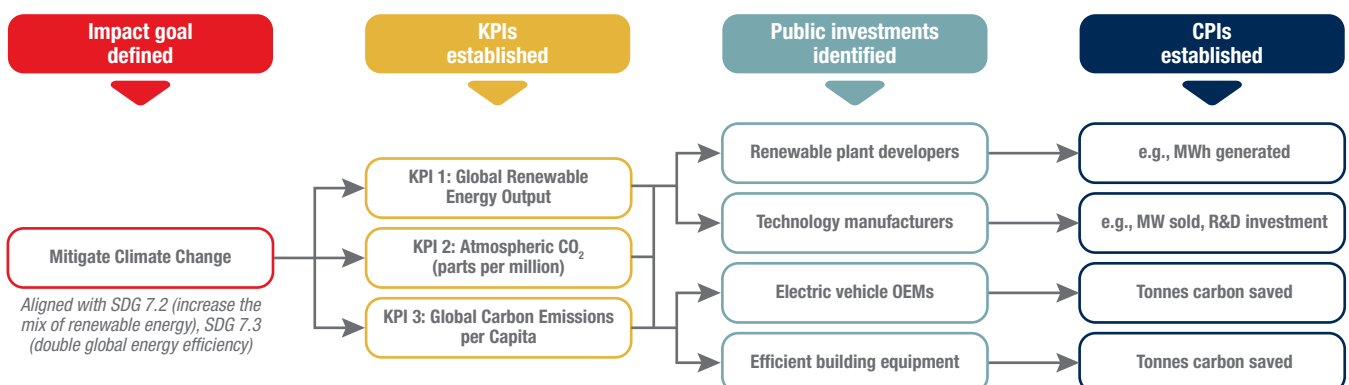 Impact goal
defined
KPIs
established
Public investments
identified
CPIs
established
Mitigate Climate Change
Aligned with SDG 7.2 (increase the
mix of renewable energy), SDG 7.3
(double global energy efficiency)
KPI 1: Global Renewable
Energy Output
KPI 2: Atmospheric CO₂
(parts per million)
KPI 3: Global Carbon Emissions
per Capita
Renewable plant developers
Technology manufacturers
Electric vehicle OEMs
Efficient building equipment
e.g., MWh generated
e.g., MW sold, R&D investment
Tonnes carbon saved
Tonnes carbon saved